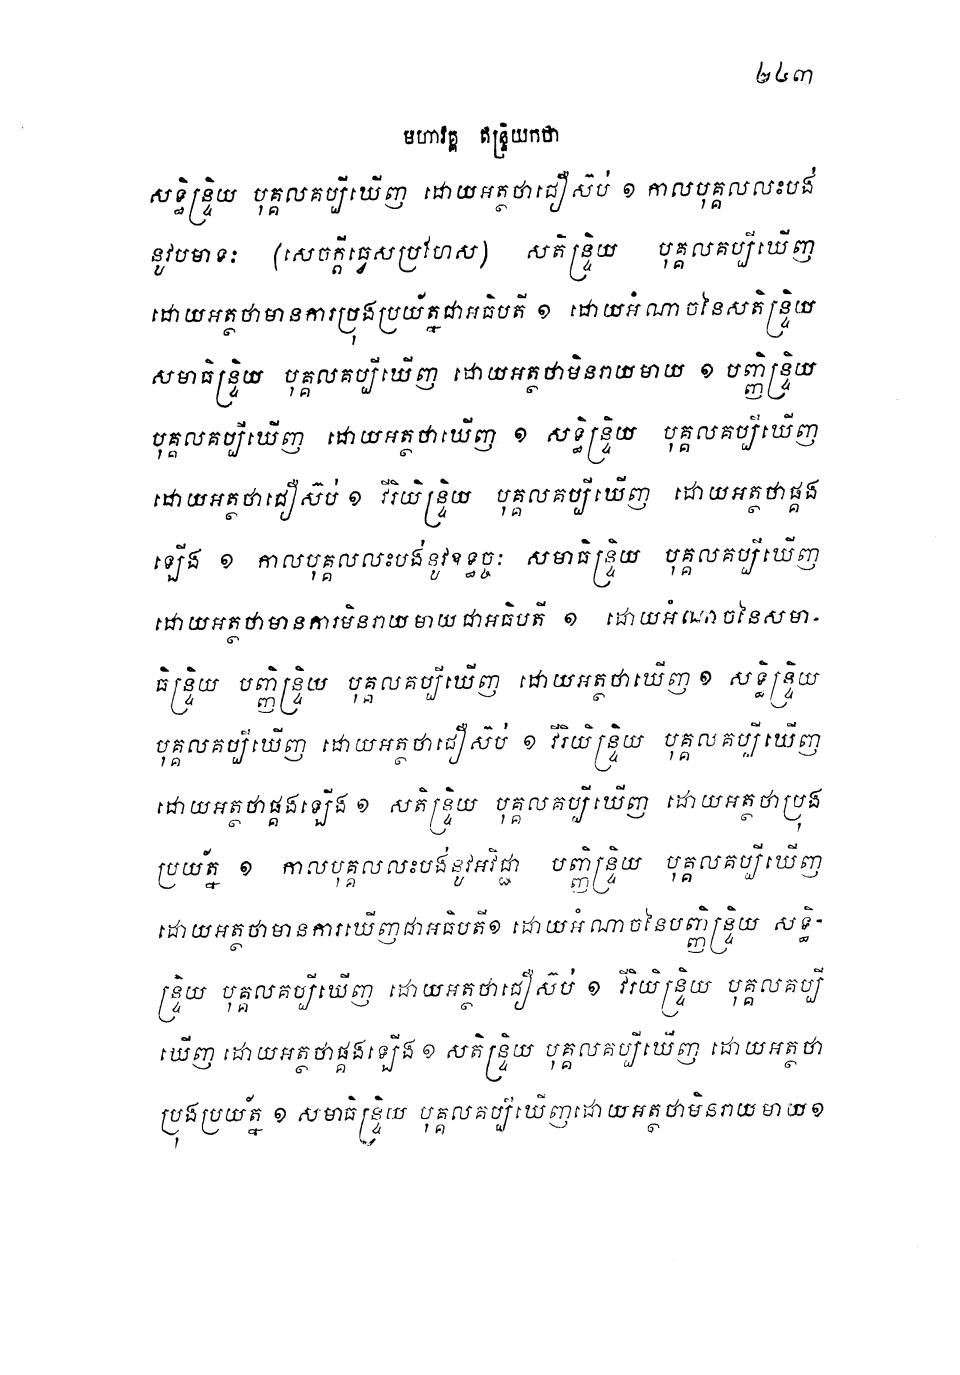 ២៤៣
មហាវគ្គ ឥន្ទ្រិយកថា
សទ្ធិន្ទ្រិយ បុគ្គលគប្បីឃើញ ដោយអត្ថថាជឿស៊ប់ ១ កាលបុគ្គលលះបង់
នូវបមាទៈ (សេចក្តីធ្វេសប្រហែស) សតិន្ទ្រិយ បុគ្គលគប្បីឃើញ
ដោយអត្ថថាមានការប្រុងប្រយ័ត្នជាអធិបតី ១ ដោយអំណាចនៃសតិន្ទ្រិយ
សមាធិន្ទ្រិយ បុគ្គលគប្បីឃើញ ដោយអត្ថថាមិនរាយមាយ ១ បញ្ញិន្ទ្រិយ
បុគ្គលគប្បីឃើញ ដោយអត្ថថាឃើញ ១ សទ្ធិន្ទ្រិយ បុគ្គលគប្បីឃើញ
ដោយអត្ថថាជឿស៊ប់ ១ វីរិយិន្ទ្រិយ បុគ្គលគប្បីឃើញ ដោយអត្ថថាផ្គង
ឡើង ១ កាលបុគ្គលលះបង់នូវឧទ្ធច្ចៈ សមាធិន្ទ្រិយ បុគ្គលគប្បីឃើញ
ដោយអត្ថថាមានការមិនរាយមាយជាអធិបតី ១ ដោយអំណាចនៃសមា-
ធិន្ទ្រិយ បញ្ញិន្ទ្រិយ បុគ្គលគប្បីឃើញ ដោយអត្ថថាឃើញ ១ សទ្ធិន្ទ្រិយ
បុគ្គលគប្បីឃើញ ដោយអត្ថថាជឿស៊ប់ ១ វីរិយិន្ទ្រិយ បុគ្គលគប្បីឃើញ
ដោយអត្ថថាផ្គងឡើង ១ សតិន្ទ្រិយ បុគ្គលគប្បីឃើញ ដោយអត្ថថាប្រុង
ប្រយ័ត្ន ១ កាលបុគ្គលលះបង់នូវអវិជ្ជា បញ្ញិន្ទ្រិយ បុគ្គលគប្បីឃើញ
ដោយអត្ថថាមានការឃើញជាអធិបតី១ ដោយអំណាចនៃបញ្ញិន្ទ្រិយ សទ្ធិ-
ន្ទ្រិយ បុគ្គលគប្បីឃើញ ដោយអត្ថថាជឿស៊ប់ ១ វីរិយិន្ទ្រិយ បុគ្គលគប្បី
ឃើញ ដោយអត្ថថាផ្គងឡើង ១ សតិន្ទ្រិយ បុគ្គលគប្បីឃើញ ដោយអត្ថថា
ប្រុងប្រយ័ត្ន ១ សមាធិន្ទ្រិយ បុគ្គលគប្បីឃើញដោយអត្ថថាមិនរាយមាយ១